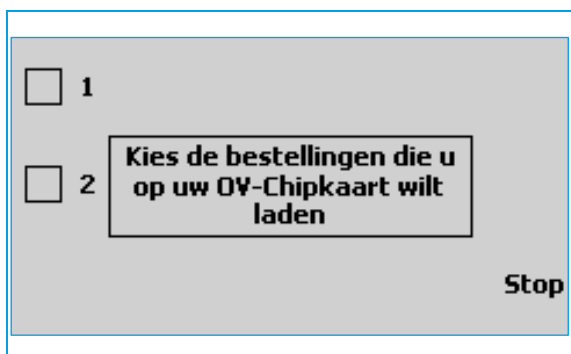 1
Kies de bestellingen die u
2
op uw OV-Chipkaart wilt
laden
Stop